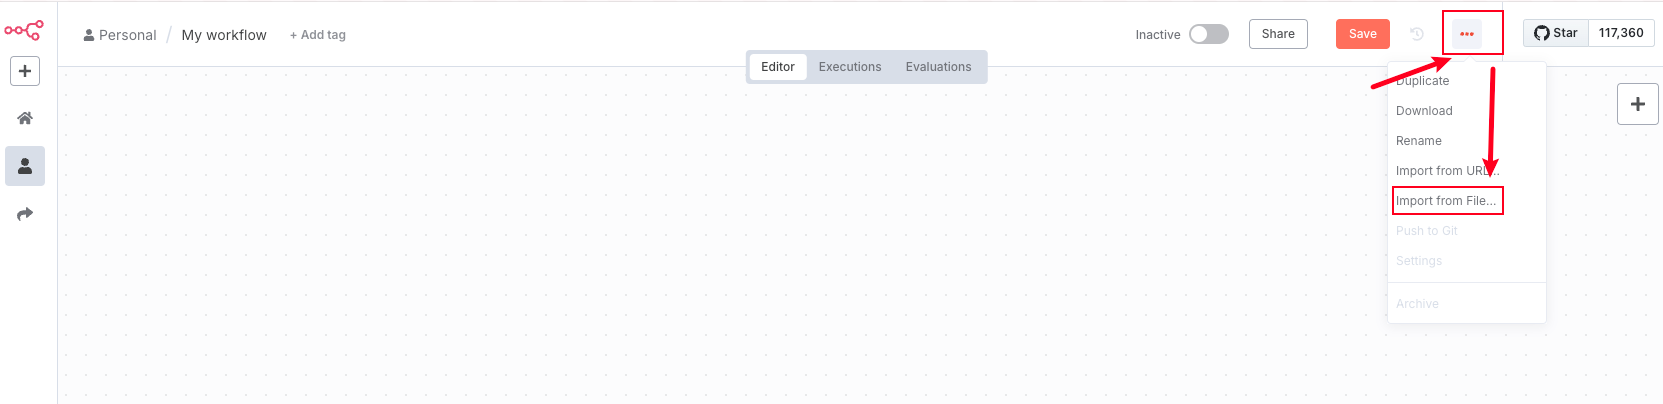 Personal / My workflow + Add tag
Inactive Share Save ... Star 117,360
Editor Executions Evaluations
Duplicate
Download
Rename
Import from URL...
Import from File...
Push to Git
Settings
Archive